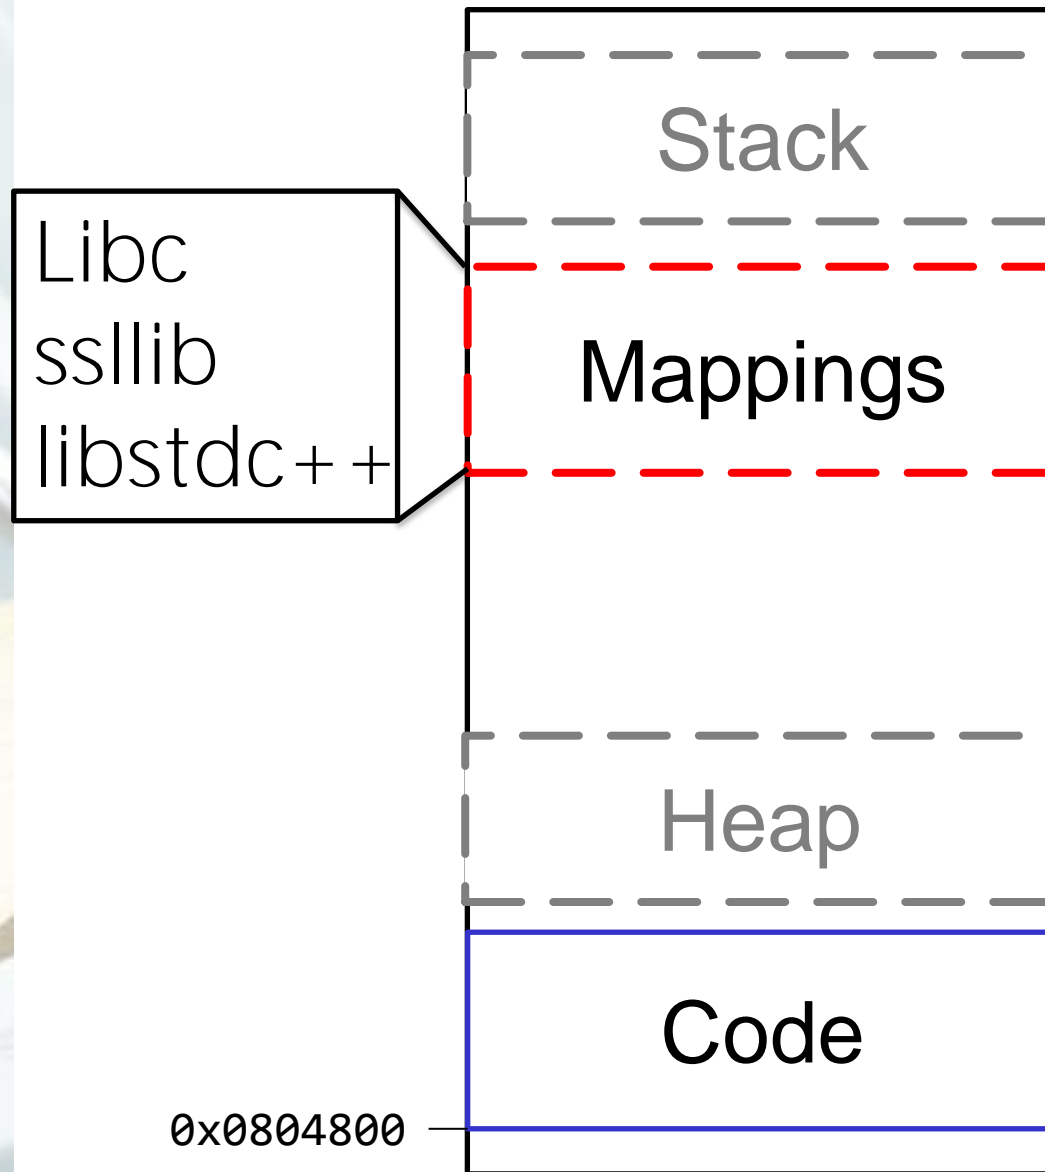 Stack
Libc
ssllib
libstdc++
Mappings
Heap
Code
0x0804800